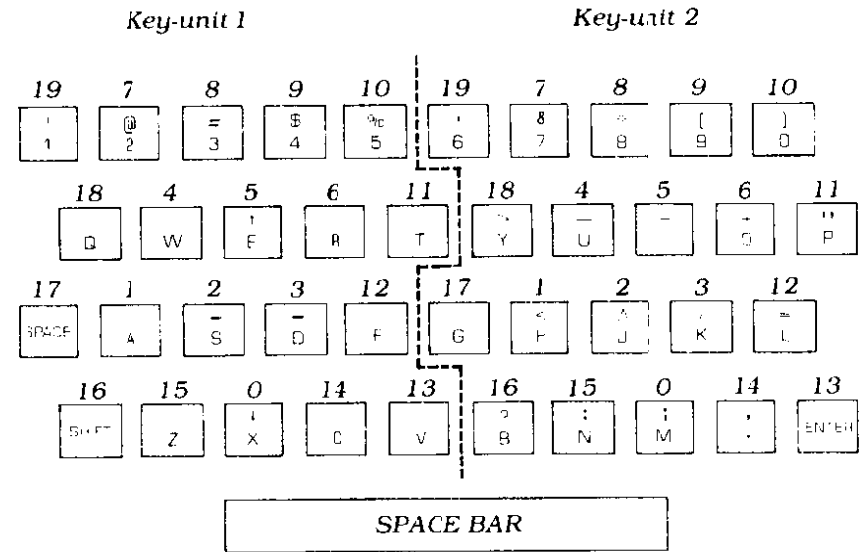 Key-unit 1 Key-unit 2
19 7 8 9 10 19 7 8 9 10
@ = $ % ' 8 ( )
1 2 3 4 5 6 7 8 9 0
18 4 5 6 11 18 4 5 6 11
Q W E R T Y U O P
17 1 2 3 12 17 1 2 3 12
SPACE A S D F G H J K L
16 15 0 14 13 16 15 0 14 13
SHIFT Z X C V B N M ENTER
SPACE BAR